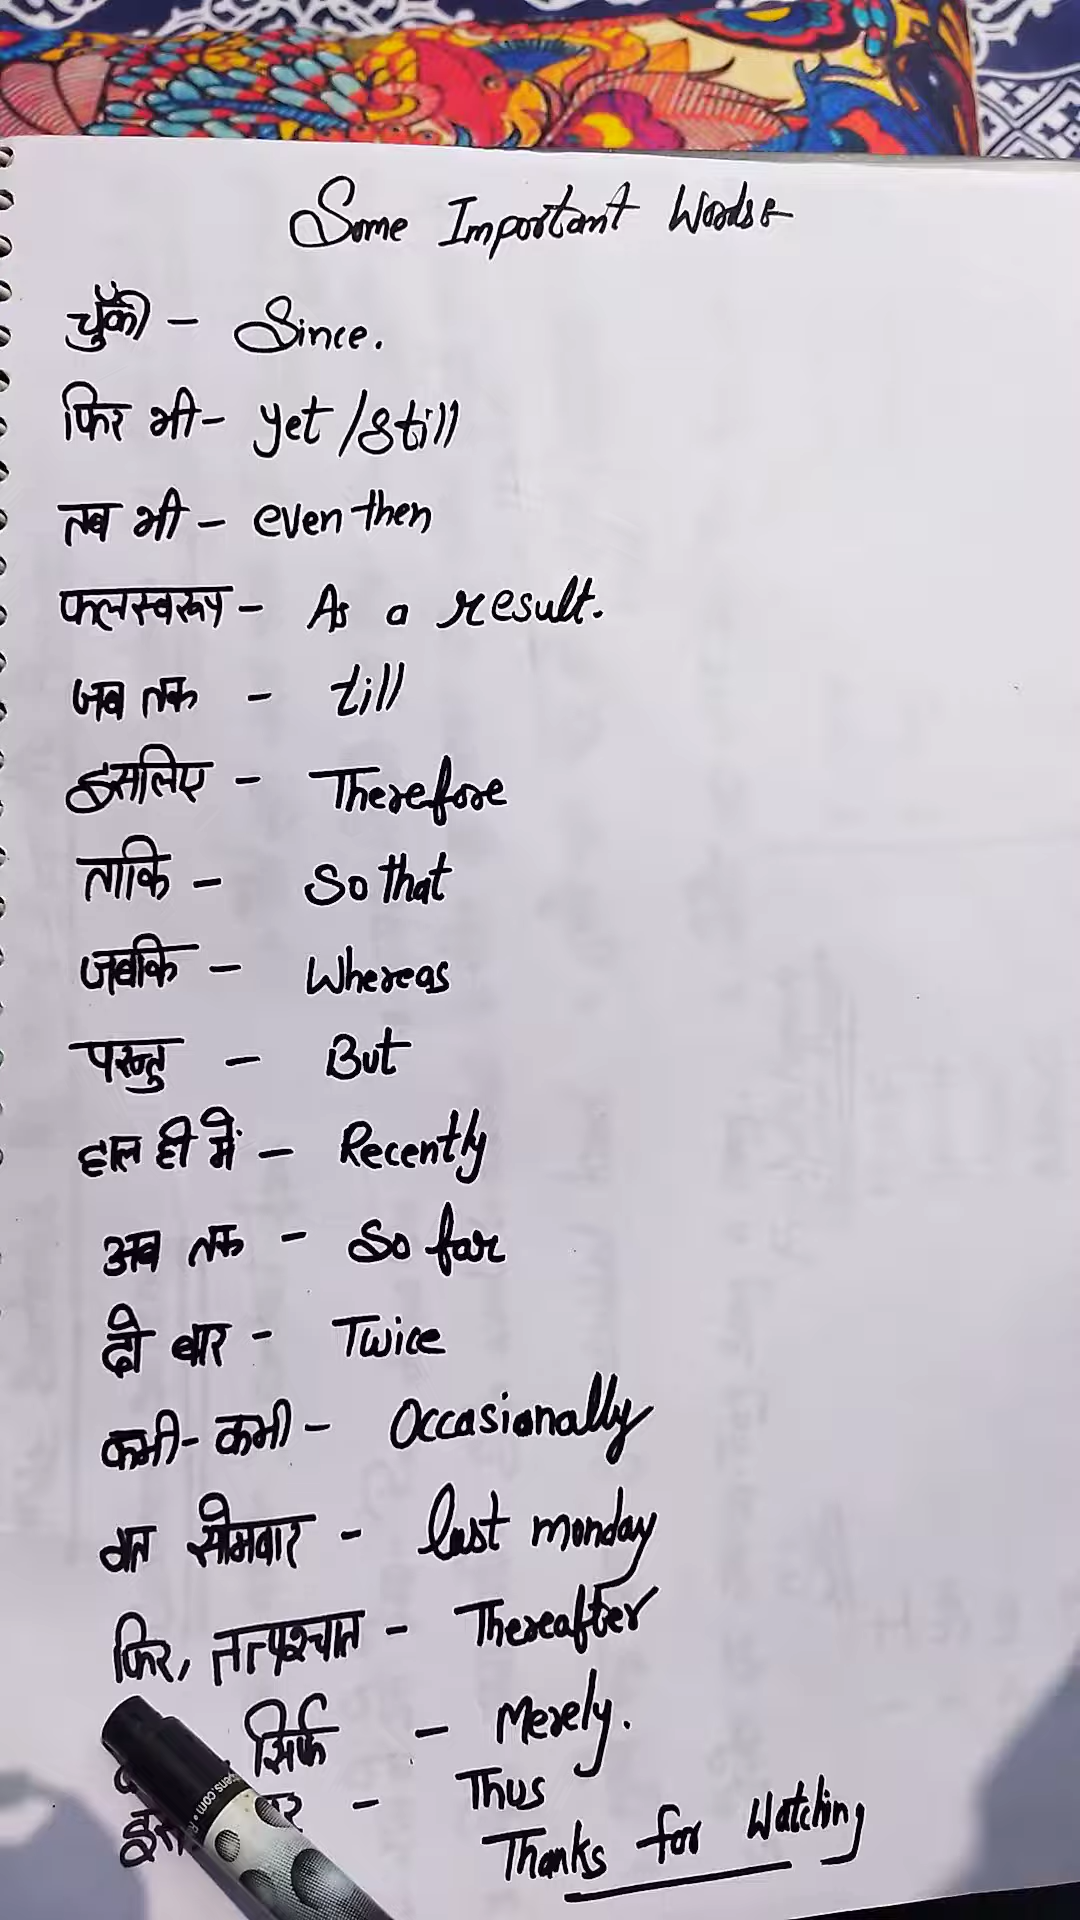 Some Important Words:-
चुँकी - Since.
फिर भी - yet / still
तब भी - even then
फलस्वरूप - As a result.
जब तक - till
इसलिए - Therefore
ताकि - So that
जबकि - Whereas
परन्तु - But
हाल ही में - Recently
अब तक - So far
दो बार - Twice
कभी-कभी - Occasionally
गत सोमवार - last monday
फिर, तत्पश्चात - Thereafter
सिर्फ - Merely.
- Thus
Thanks for Watching